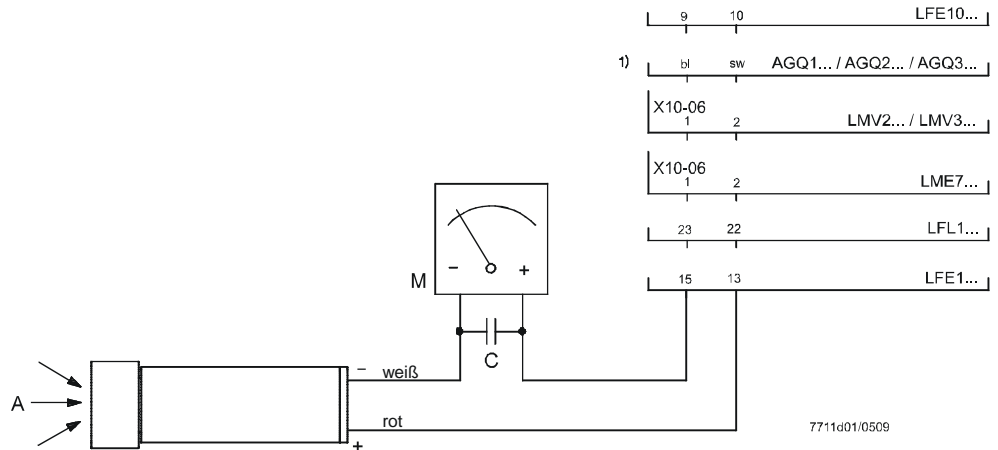 9 10 LFE10...
1) bl sw AGQ1... / AGQ2... / AGQ3...
X10-06
1 2 LMV2... / LMV3...
X10-06
1 2 LME7...
23 22 LFL1...
15 13 LFE1...
- +
M
C
- weiß
A
rot
+
7711d01/0509